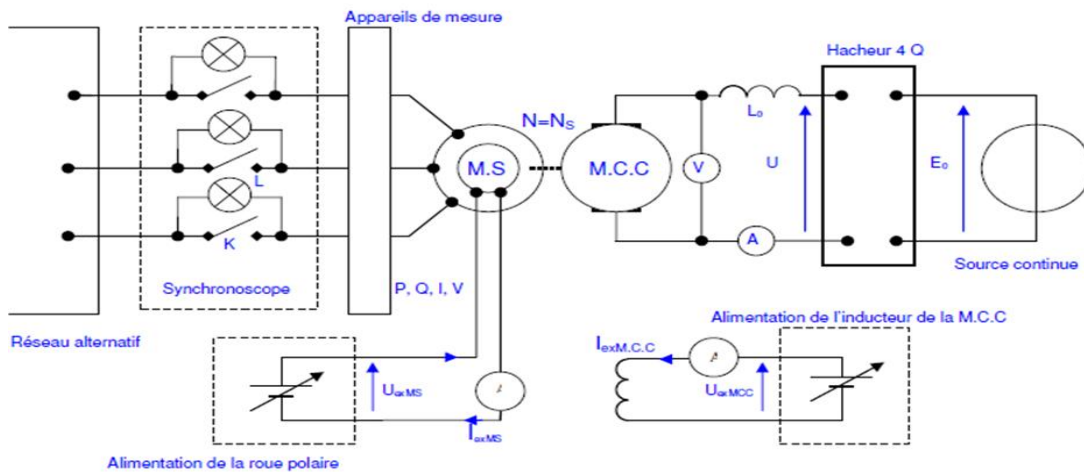 Appareils de mesure
Hacheur 4 Q
N=Nₛ
L₀
M.S
M.C.C
V
U
E₀
L
K
A
Synchronoscope
P, Q, I, V
Source continue
Réseau alternatif
Alimentation de l'inducteur de la M.C.C
IexM.C.C
UexMS
UexMCC
IexMS
Alimentation de la roue polaire